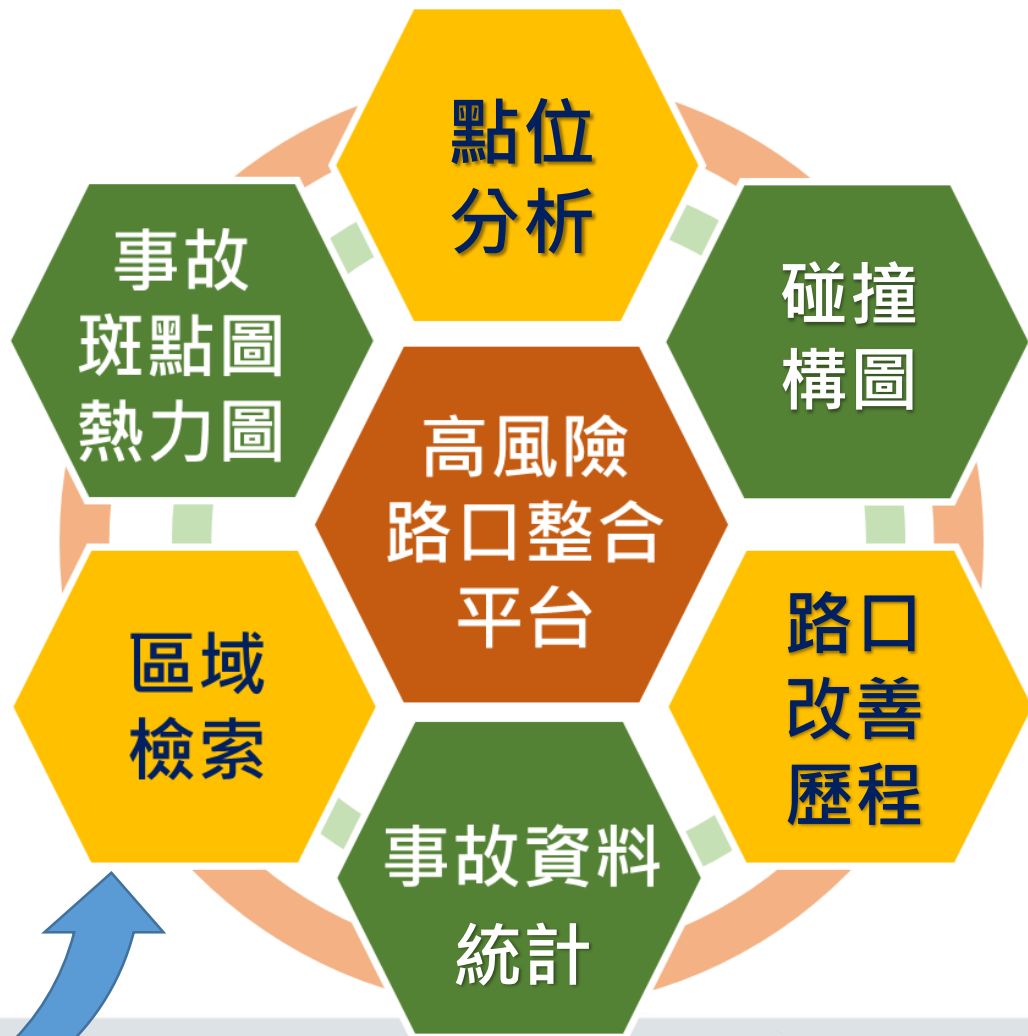 點位
分析
事故
斑點圖
熱力圖
碰撞
構圖
高風險
路口整合
平台
區域
檢索
路口
改善
歷程
事故資料
統計